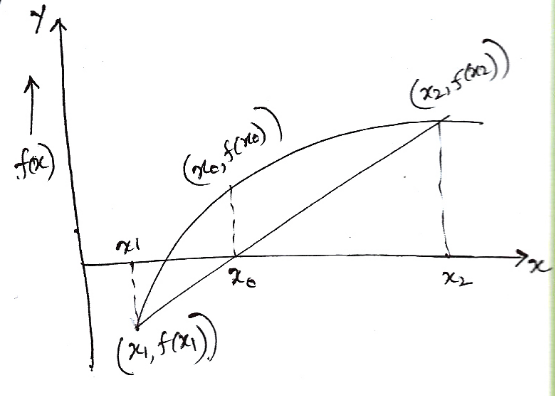 Y
(x2, f(x2))
(x0, f(x0))
f(x)
x1
x0
x2
x
(x1, f(x1))